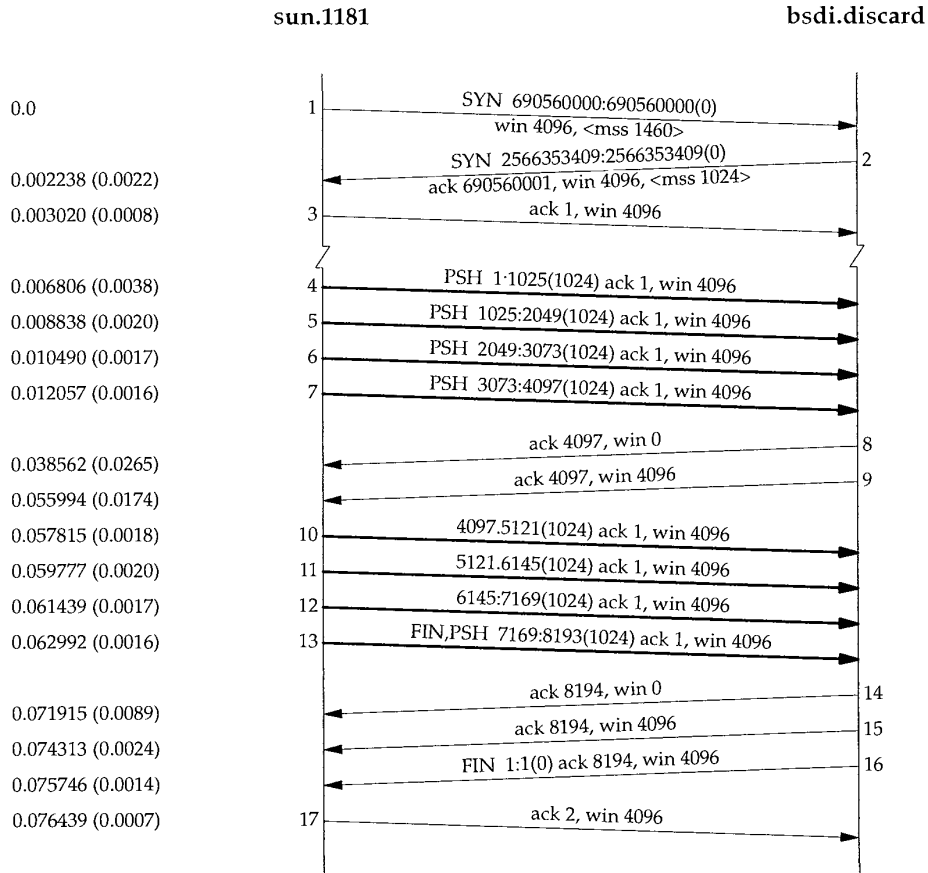 sun.1181 bsdi.discard
0.0 1 SYN 690560000:690560000(0)
win 4096, <mss 1460>
SYN 2566353409:2566353409(0) 2
0.002238 (0.0022) ack 690560001, win 4096, <mss 1024>
0.003020 (0.0008) 3 ack 1, win 4096
0.006806 (0.0038) 4 PSH 1:1025(1024) ack 1, win 4096
0.008838 (0.0020) 5 PSH 1025:2049(1024) ack 1, win 4096
0.010490 (0.0017) 6 PSH 2049:3073(1024) ack 1, win 4096
0.012057 (0.0016) 7 PSH 3073:4097(1024) ack 1, win 4096
ack 4097, win 0 8
0.038562 (0.0265)
ack 4097, win 4096 9
0.055994 (0.0174)
0.057815 (0.0018) 10 4097.5121(1024) ack 1, win 4096
0.059777 (0.0020) 11 5121.6145(1024) ack 1, win 4096
0.061439 (0.0017) 12 6145:7169(1024) ack 1, win 4096
0.062992 (0.0016) 13 FIN,PSH 7169:8193(1024) ack 1, win 4096
ack 8194, win 0 14
0.071915 (0.0089)
ack 8194, win 4096 15
0.074313 (0.0024)
FIN 1:1(0) ack 8194, win 4096 16
0.075746 (0.0014)
0.076439 (0.0007) 17 ack 2, win 4096